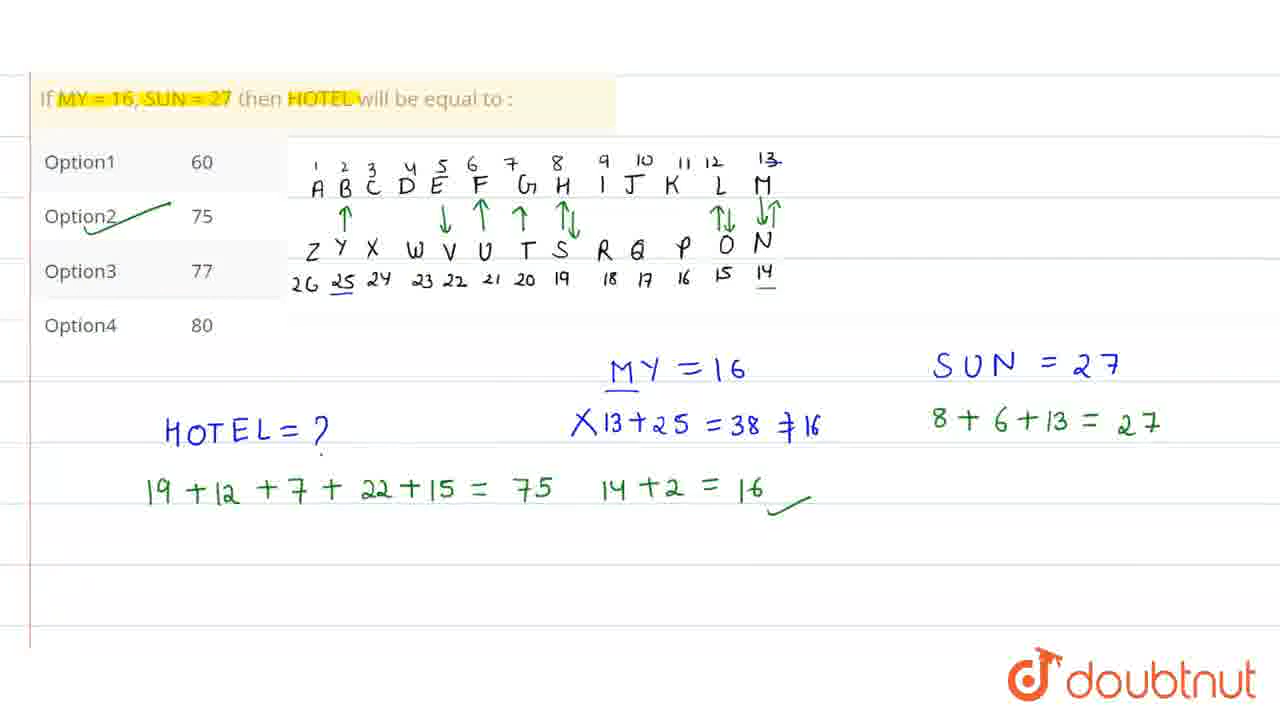 If MY = 16, SUN = 27 then HOTEL will be equal to :
Option1 60
Option2 75
Option3 77
Option4 80
1 2 3 4 5 6 7 8 9 10 11 12 13
A B C D E F G H I J K L M
Z Y X W V U T S R Q P O N
26 25 24 23 22 21 20 19 18 17 16 15 14
MY = 16
SUN = 27
HOTEL = ?
X 13 + 25 = 38 ≠ 16
8 + 6 + 13 = 27
19 + 12 + 7 + 22 + 15 = 75
14 + 2 = 16
doubtnut